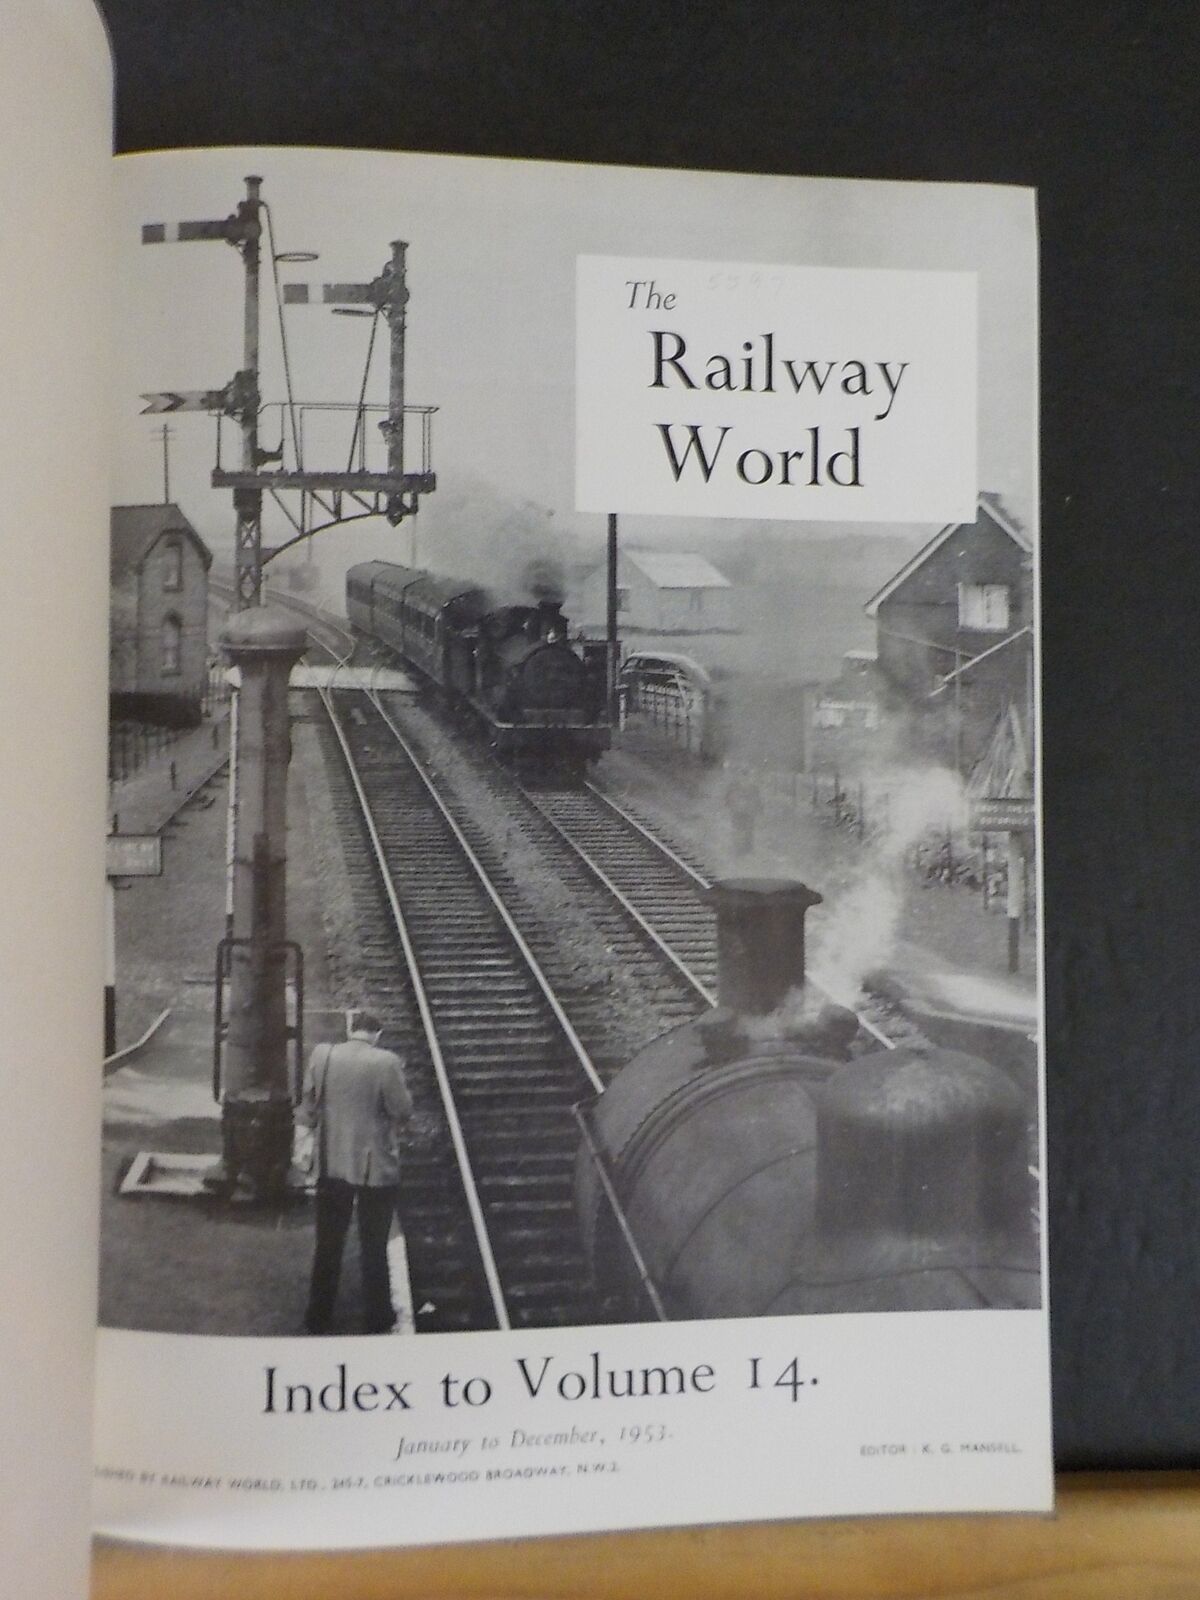 5597
The
Railway
World
Index to Volume 14.
January to December, 1953.
EDITOR : K. G. MANSELL.
BY RAILWAY WORLD, LTD., 245-7, CRICKLEWOOD BROADWAY, N.W.2.